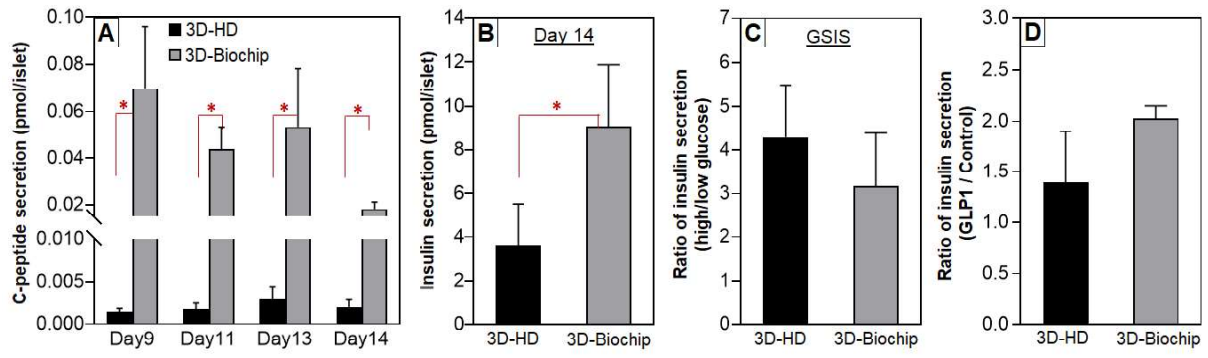 A
3D-HD
3D-Biochip
C-peptide secretion (pmol/islet)
0.10
0.08
0.06
0.04
0.02
0.010
0.005
0.000
*
*
*
*
Day9
Day11
Day13
Day14
B
Day 14
Insulin secretion (pmol/islet)
14
12
10
8
6
4
2
0
*
3D-HD
3D-Biochip
C
GSIS
Ratio of insulin secretion
(high/low glucose)
7
6
5
4
3
2
1
0
3D-HD
3D-Biochip
D
Ratio of insulin secretion
(GLP1 / Control)
3.0
2.5
2.0
1.5
1.0
0.5
0.0
3D-HD
3D-Biochip